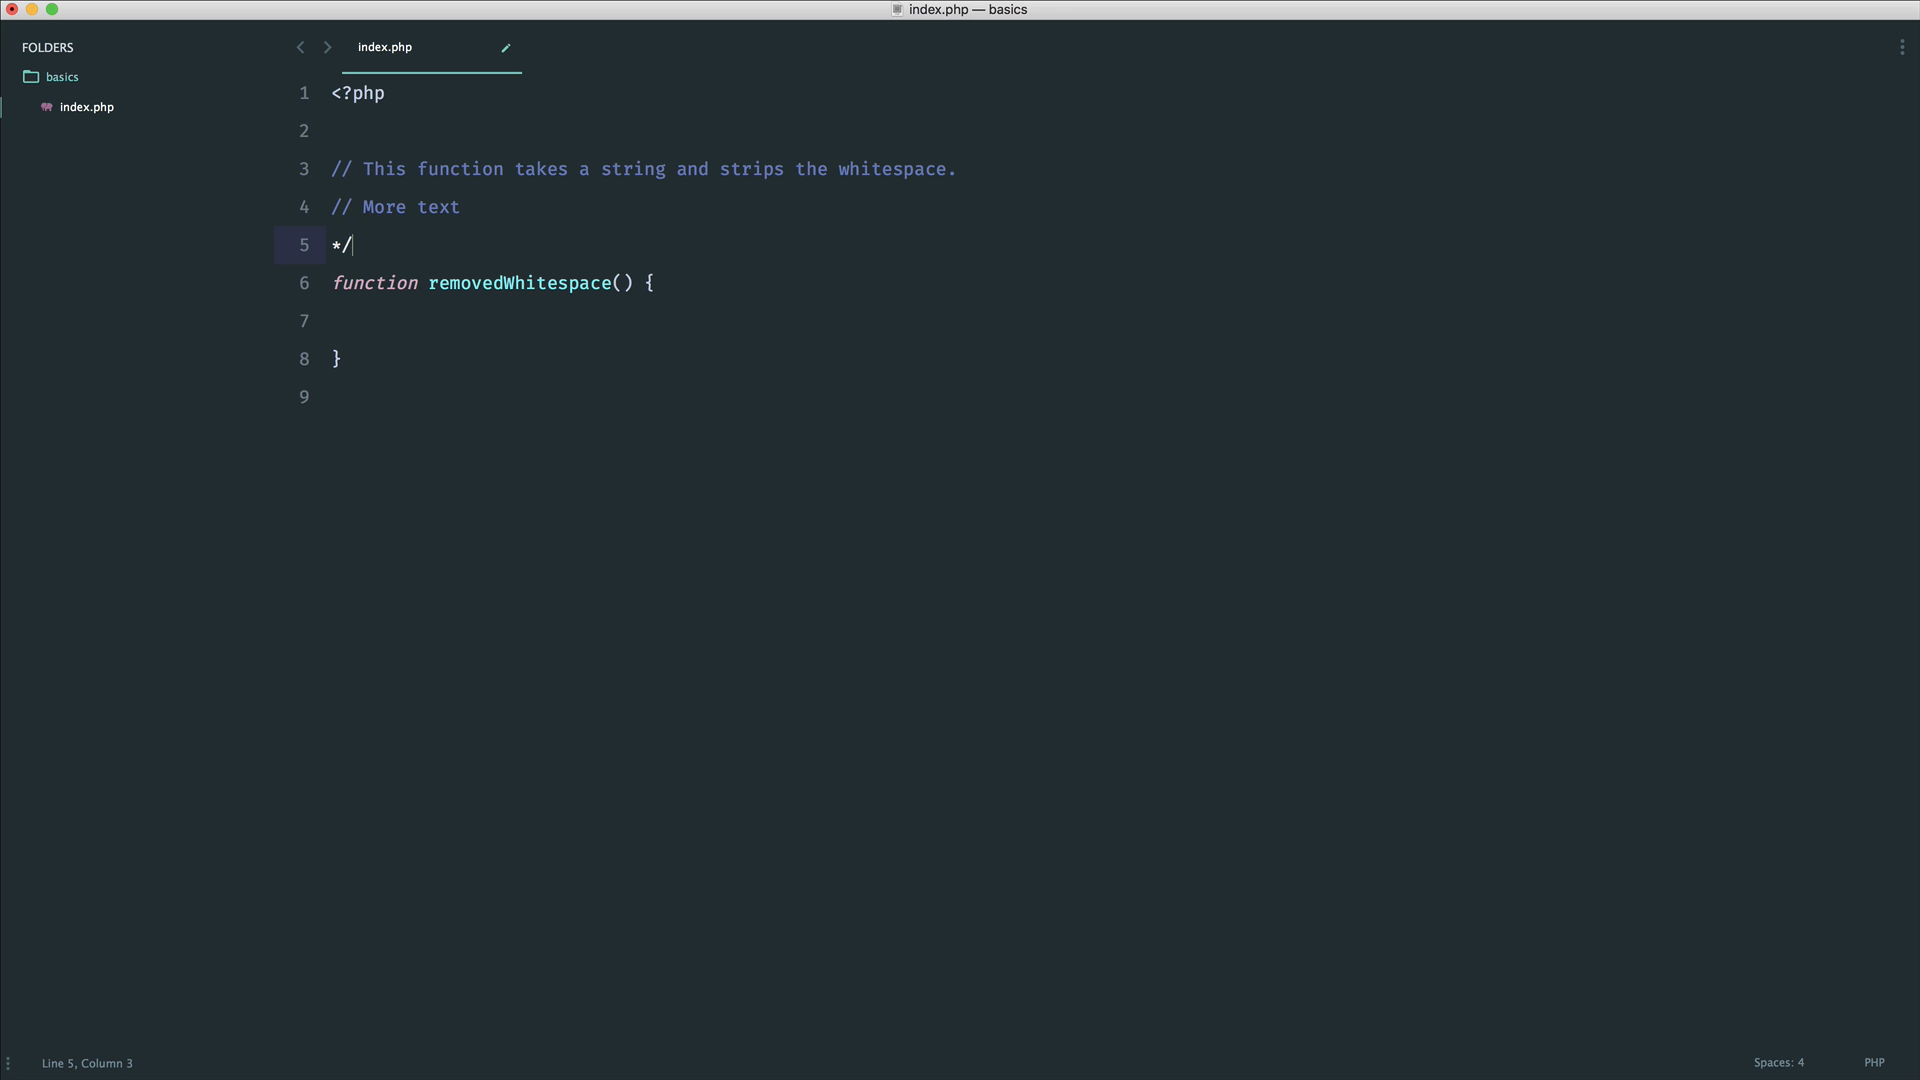 index.php — basics
FOLDERS
basics
index.php
index.php
1 <?php
2
3 // This function takes a string and strips the whitespace.
4 // More text
5 */
6 function removedWhitespace() {
7
8 }
9
Line 5, Column 3
Spaces: 4
PHP